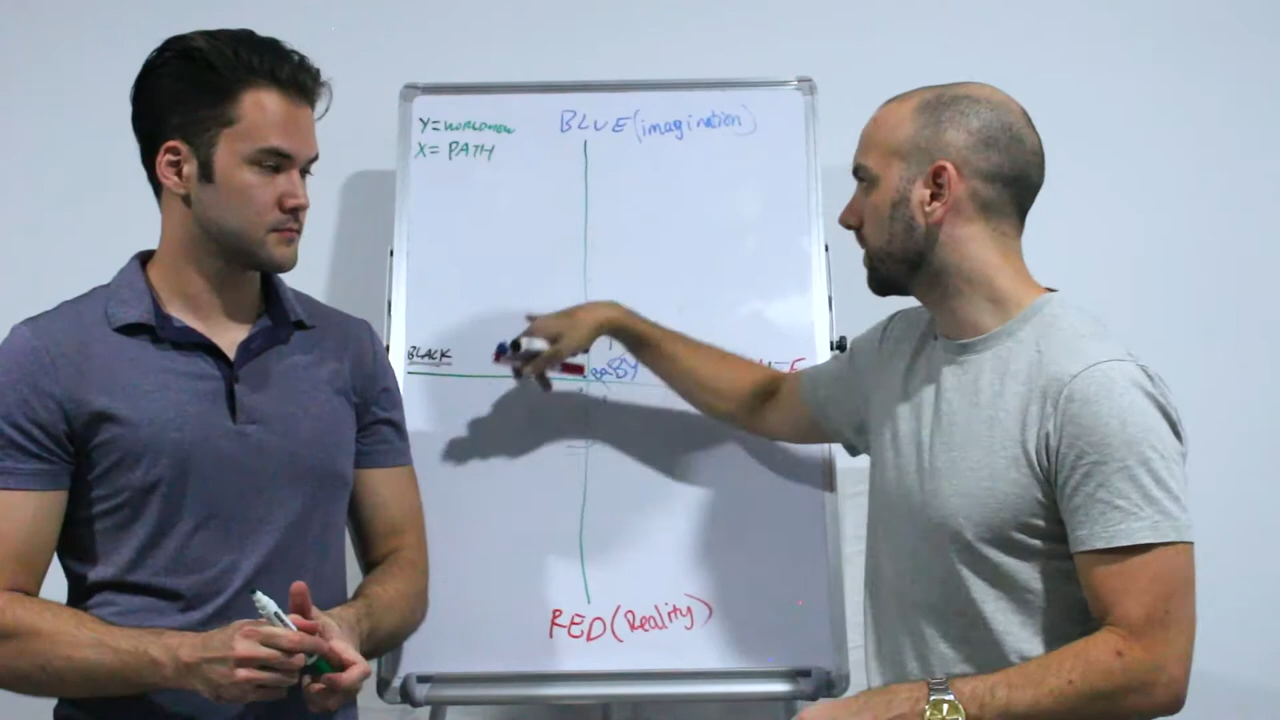 Y=WORLDVIEW
X=PATH
BLUE(imagination)
BLACK
BABY
RED(Reality)